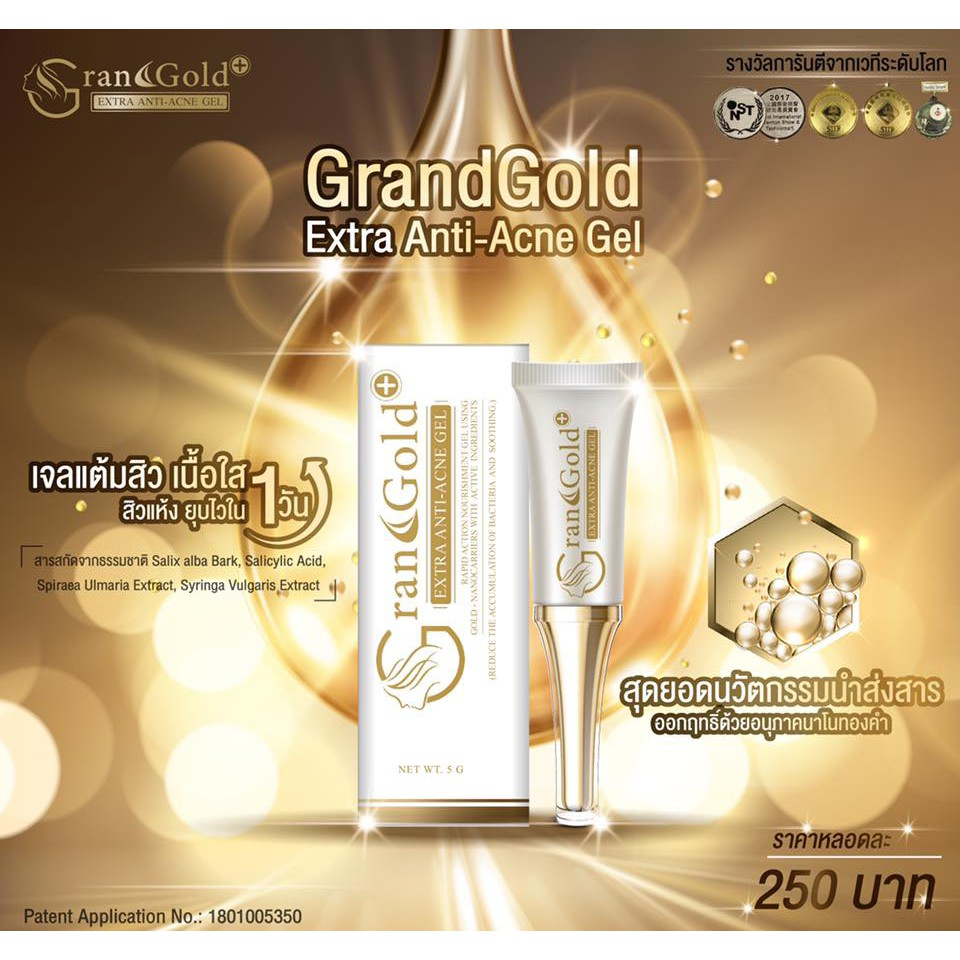 GrandGold+
EXTRA ANTI-ACNE GEL
รางวัลการันตีจากเวทีระดับโลก
INST
2017
GrandGold
Extra Anti-Acne Gel
เจลแต้มสิว เนื้อใส
สิวแห้ง ยุบไวใน 1 วัน
สารสกัดจากธรรมชาติ Salix alba Bark, Salicylic Acid,
Spiraea Ulmaria Extract, Syringa Vulgaris Extract
GrandGold+
EXTRA ANTI-ACNE GEL
RAPID ACTION NOURISHMENT GEL USING
GOLD - NANOCARRIERS WITH ACTIVE INGREDIENTS
(REDUCE THE ACCUMULATION OF BACTERIA AND SOOTHING.)
NET WT. 5 G
GrandGold+
EXTRA ANTI-ACNE GEL
สุดยอดนวัตกรรมนำส่งสาร
ออกฤทธิ์ด้วยอนุภาคนาโนทองคำ
ราคาหลอดละ
250 บาท
Patent Application No.: 1801005350